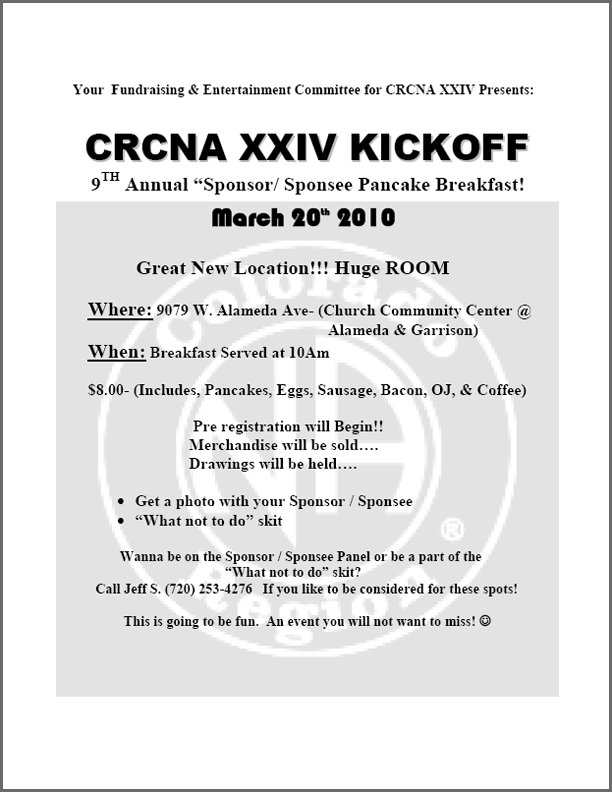 Your  Fundraising & Entertainment Committee for CRCNA XXIV Presents:
CRCNA XXIV KICKOFF
9TH Annual “Sponsor/ Sponsee Pancake Breakfast!
March 20th 2010
Great New Location!!! Huge ROOM
Where: 9079 W. Alameda Ave- (Church Community Center @
Alameda & Garrison)
When: Breakfast Served at 10Am
$8.00- (Includes, Pancakes, Eggs, Sausage, Bacon, OJ, & Coffee)
Pre registration will Begin!!
Merchandise will be sold….
Drawings will be held….
• Get a photo with your Sponsor / Sponsee
• “What not to do” skit
Wanna be on the Sponsor / Sponsee Panel or be a part of the
“What not to do” skit?
Call Jeff S. (720) 253-4276   If you like to be considered for these spots!
This is going to be fun.  An event you will not want to miss! ☺
Colorado
NA
®
Region